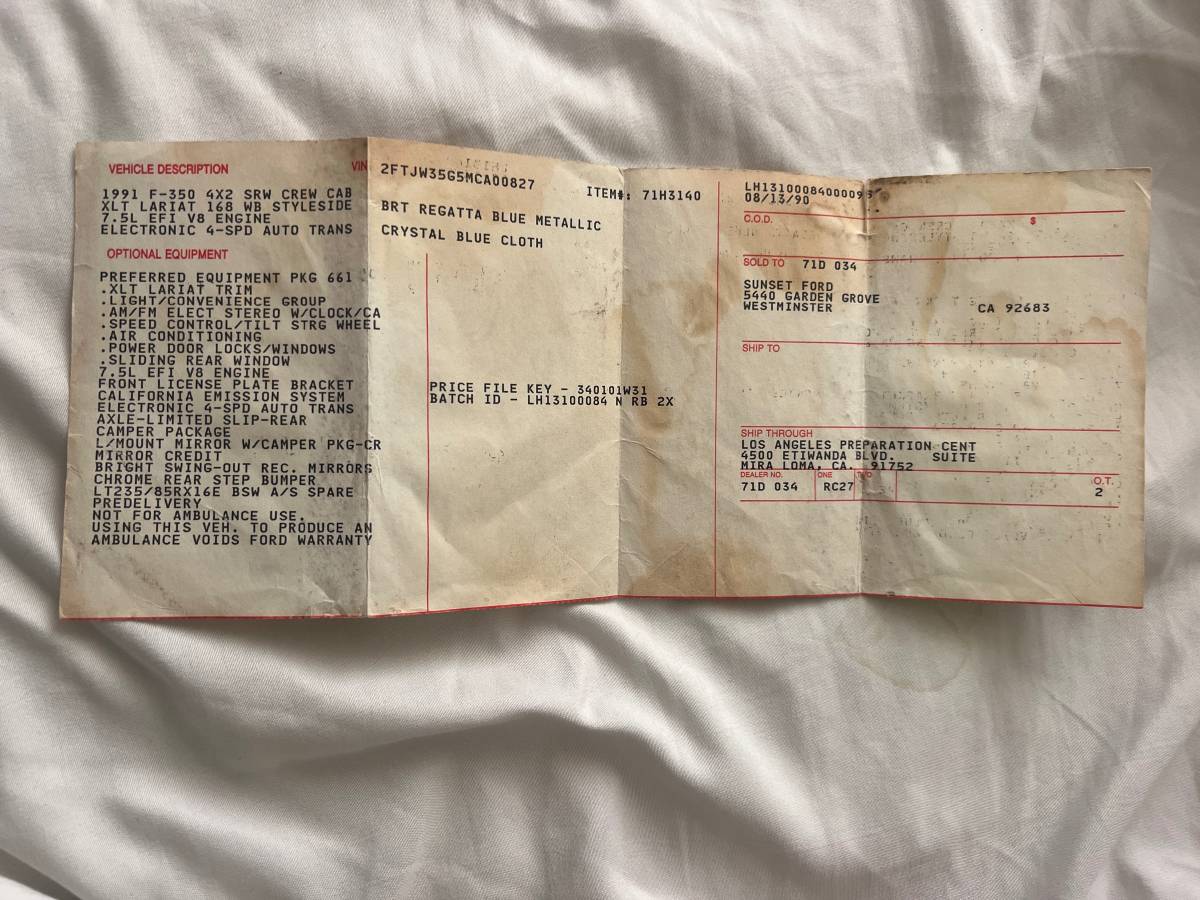 VEHICLE DESCRIPTION
VIN 2FTJW35G5MCA00827
1991 F-350 4X2 SRW CREW CAB
XLT LARIAT 168 WB STYLESIDE
7.5L EFI V8 ENGINE
ELECTRONIC 4-SPD AUTO TRANS
ITEM#: 71H3140
BRT REGATTA BLUE METALLIC
CRYSTAL BLUE CLOTH
OPTIONAL EQUIPMENT
PREFERRED EQUIPMENT PKG 661
.XLT LARIAT TRIM
.LIGHT/CONVENIENCE GROUP
.AM/FM ELECT STEREO W/CLOCK/CA
.SPEED CONTROL/TILT STRG WHEEL
.AIR CONDITIONING
.POWER DOOR LOCKS/WINDOWS
.SLIDING REAR WINDOW
7.5L EFI V8 ENGINE
FRONT LICENSE PLATE BRACKET
CALIFORNIA EMISSION SYSTEM
ELECTRONIC 4-SPD AUTO TRANS
AXLE-LIMITED SLIP-REAR
CAMPER PACKAGE
L/MOUNT MIRROR W/CAMPER PKG-CR
MIRROR CREDIT
BRIGHT SWING-OUT REC. MIRRORS
CHROME REAR STEP BUMPER
LT235/85RX16E BSW A/S SPARE
PREDELIVERY
NOT FOR AMBULANCE USE.
USING THIS VEH. TO PRODUCE AN
AMBULANCE VOIDS FORD WARRANTY
PRICE FILE KEY - 340101W31
BATCH ID - LH13100084 N RB 2X
08/13/90
C.O.D. $
SOLD TO 71D 034
SUNSET FORD
5440 GARDEN GROVE
WESTMINSTER CA 92683
SHIP TO
SHIP THROUGH
LOS ANGELES PREPARATION CENT
4500 ETIWANDA BLVD. SUITE
MIRA LOMA, CA. 91752
DEALER NO. ONE TWO O.T.
71D 034 RC27 2